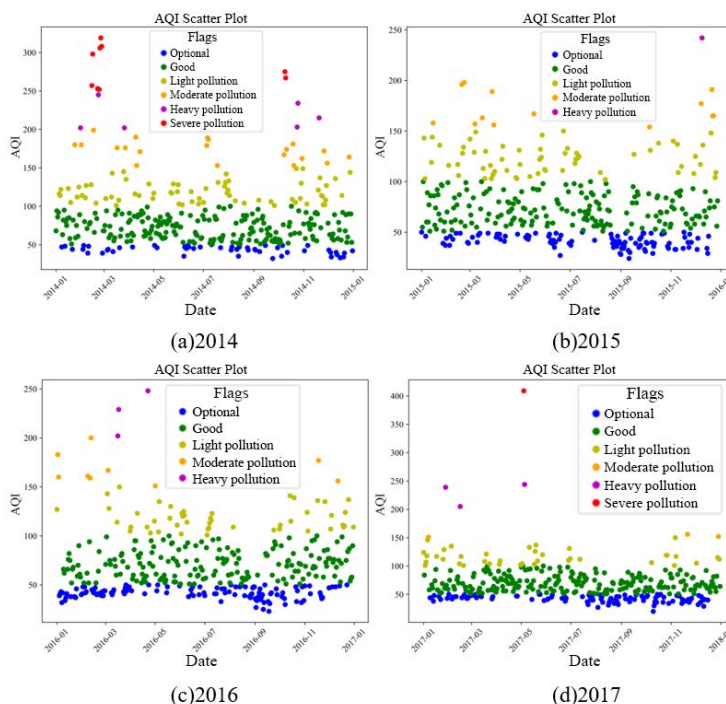 AQI Scatter Plot
Flags
Optional
Good
Light pollution
Moderate pollution
Heavy pollution
Severe pollution
AQI
300
250
200
150
100
50
2014-01
2014-03
2014-05
2014-07
2014-09
2014-11
2015-01
Date
(a)2014
AQI Scatter Plot
Flags
Optional
Good
Light pollution
Moderate pollution
Heavy pollution
AQI
250
200
150
100
50
2015-01
2015-03
2015-05
2015-07
2015-09
2015-11
2016-0
Date
(b)2015
AQI Scatter Plot
Flags
Optional
Good
Light pollution
Moderate pollution
Heavy pollution
AQI
250
200
150
100
50
2016-01
2016-03
2016-05
2016-07
2016-09
2016-11
2017-01
Date
(c)2016
AQI Scatter Plot
Flags
Optional
Good
Light pollution
Moderate pollution
Heavy pollution
Severe pollution
AQI
400
350
300
250
200
150
100
50
2017-01
2017-03
2017-05
2017-07
2017-09
2017-11
2018-0
Date
(d)2017